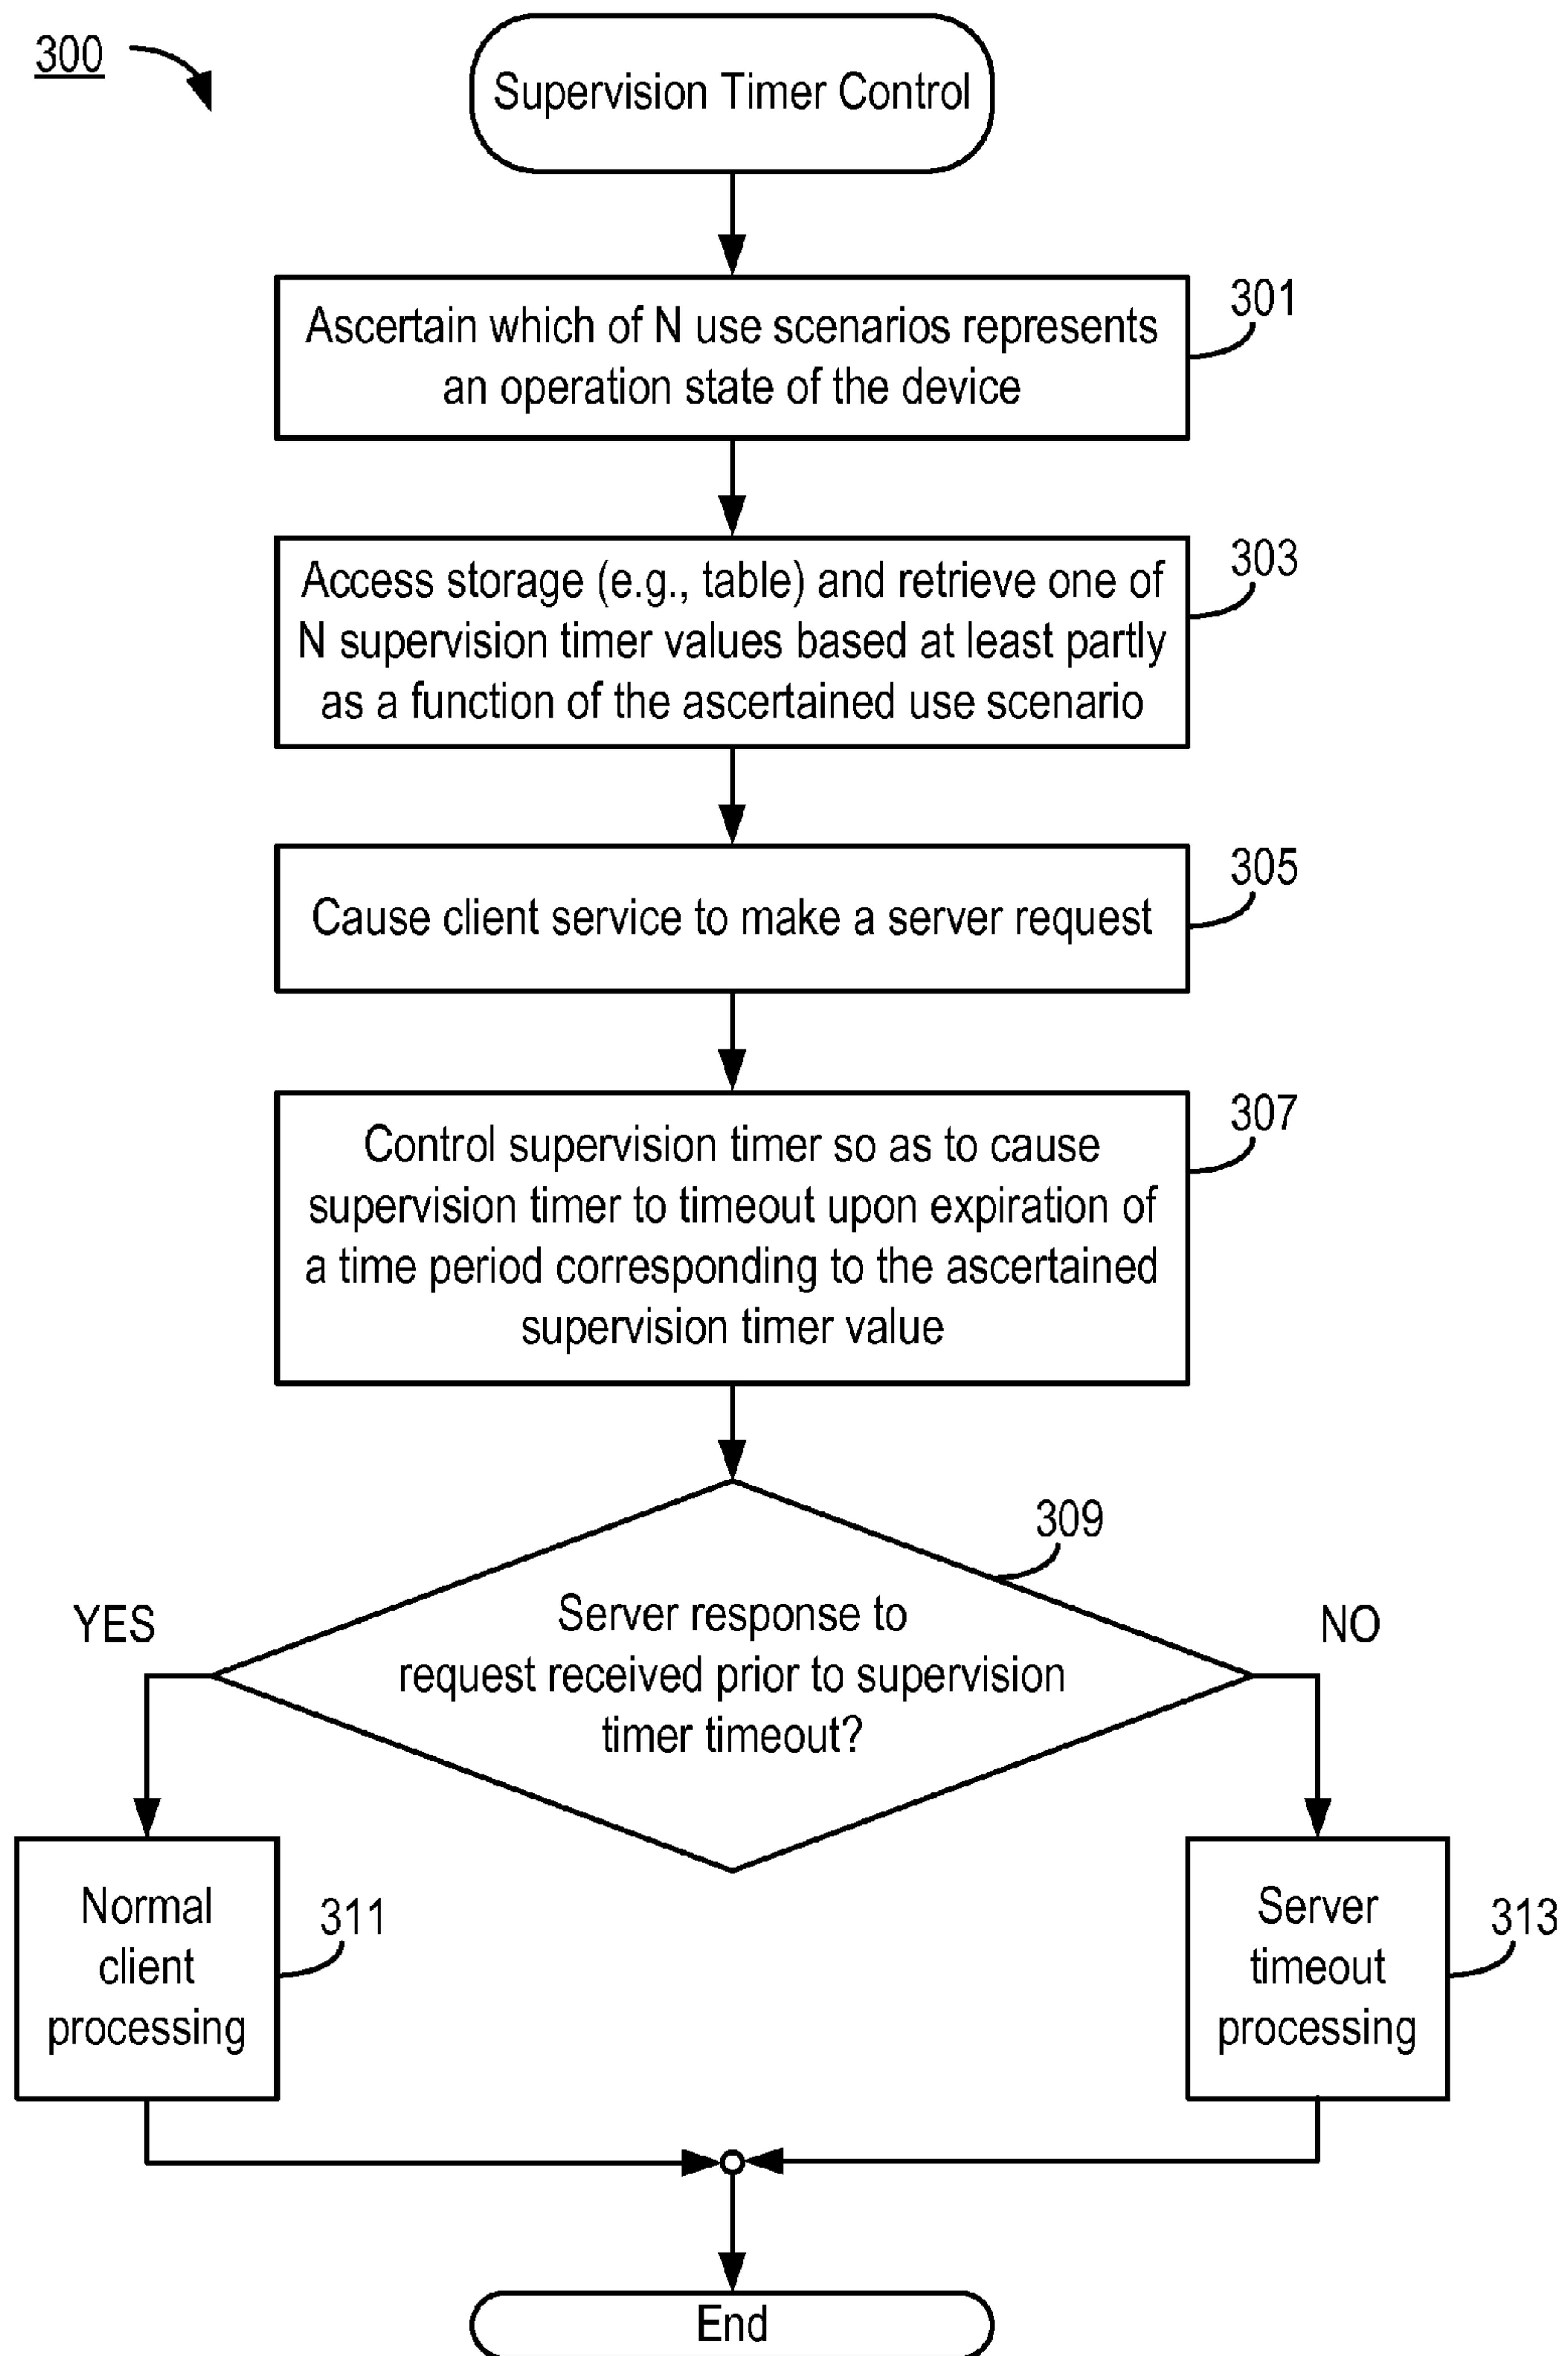 300
Supervision Timer Control
301
Ascertain which of N use scenarios represents
an operation state of the device
303
Access storage (e.g., table) and retrieve one of
N supervision timer values based at least partly
as a function of the ascertained use scenario
305
Cause client service to make a server request
307
Control supervision timer so as to cause
supervision timer to timeout upon expiration of
a time period corresponding to the ascertained
supervision timer value
309
YES
NO
Server response to
request received prior to supervision
timer timeout?
Normal
client
processing
311
Server
timeout
processing
313
End